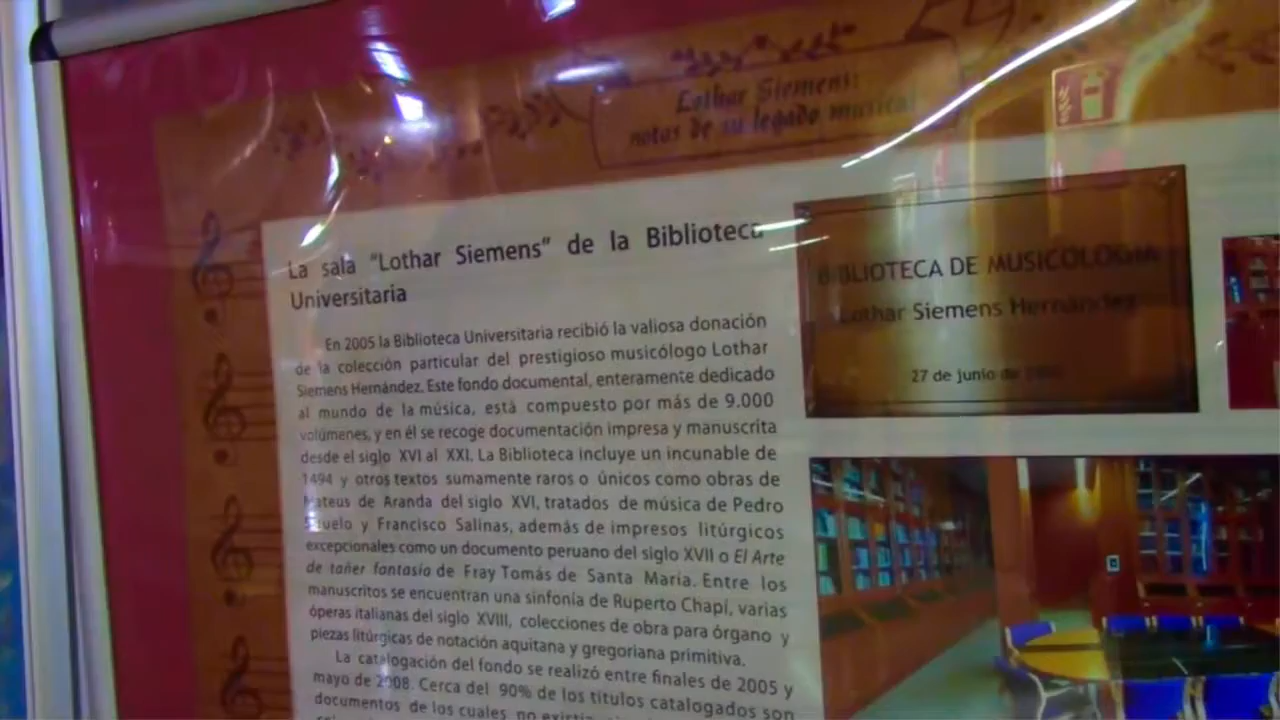 Lothar Siemens:
notas de su legado musical
La sala "Lothar Siemens" de la Biblioteca
Universitaria
En 2005 la Biblioteca Universitaria recibió la valiosa donación
de la colección particular del prestigioso musicólogo Lothar
Siemens Hernández. Este fondo documental, enteramente dedicado
al mundo de la música, está compuesto por más de 9.000
volúmenes, y en él se recoge documentación impresa y manuscrita
desde el siglo XVI al XXI. La Biblioteca incluye un incunable de
1494 y otros textos sumamente raros o únicos como obras de
Mateus de Aranda del siglo XVI, tratados de música de Pedro
y Francisco Salinas, además de impresos litúrgicos
excepcionales como un documento peruano del siglo XVII o El Arte
de tañer fantasía de Fray Tomás de Santa María. Entre los
manuscritos se encuentran una sinfonía de Ruperto Chapí, varias
óperas italianas del siglo XVIII, colecciones de obra para órgano y
piezas litúrgicas de notación aquitana y gregoriana primitiva.
La catalogación del fondo se realizó entre finales de 2005 y
mayo de 2008. Cerca del 90% de los títulos catalogados son
documentos de los cuales no
BIBLIOTECA DE MUSICOLOGÍA
Lothar Siemens Hernández
27 de junio de